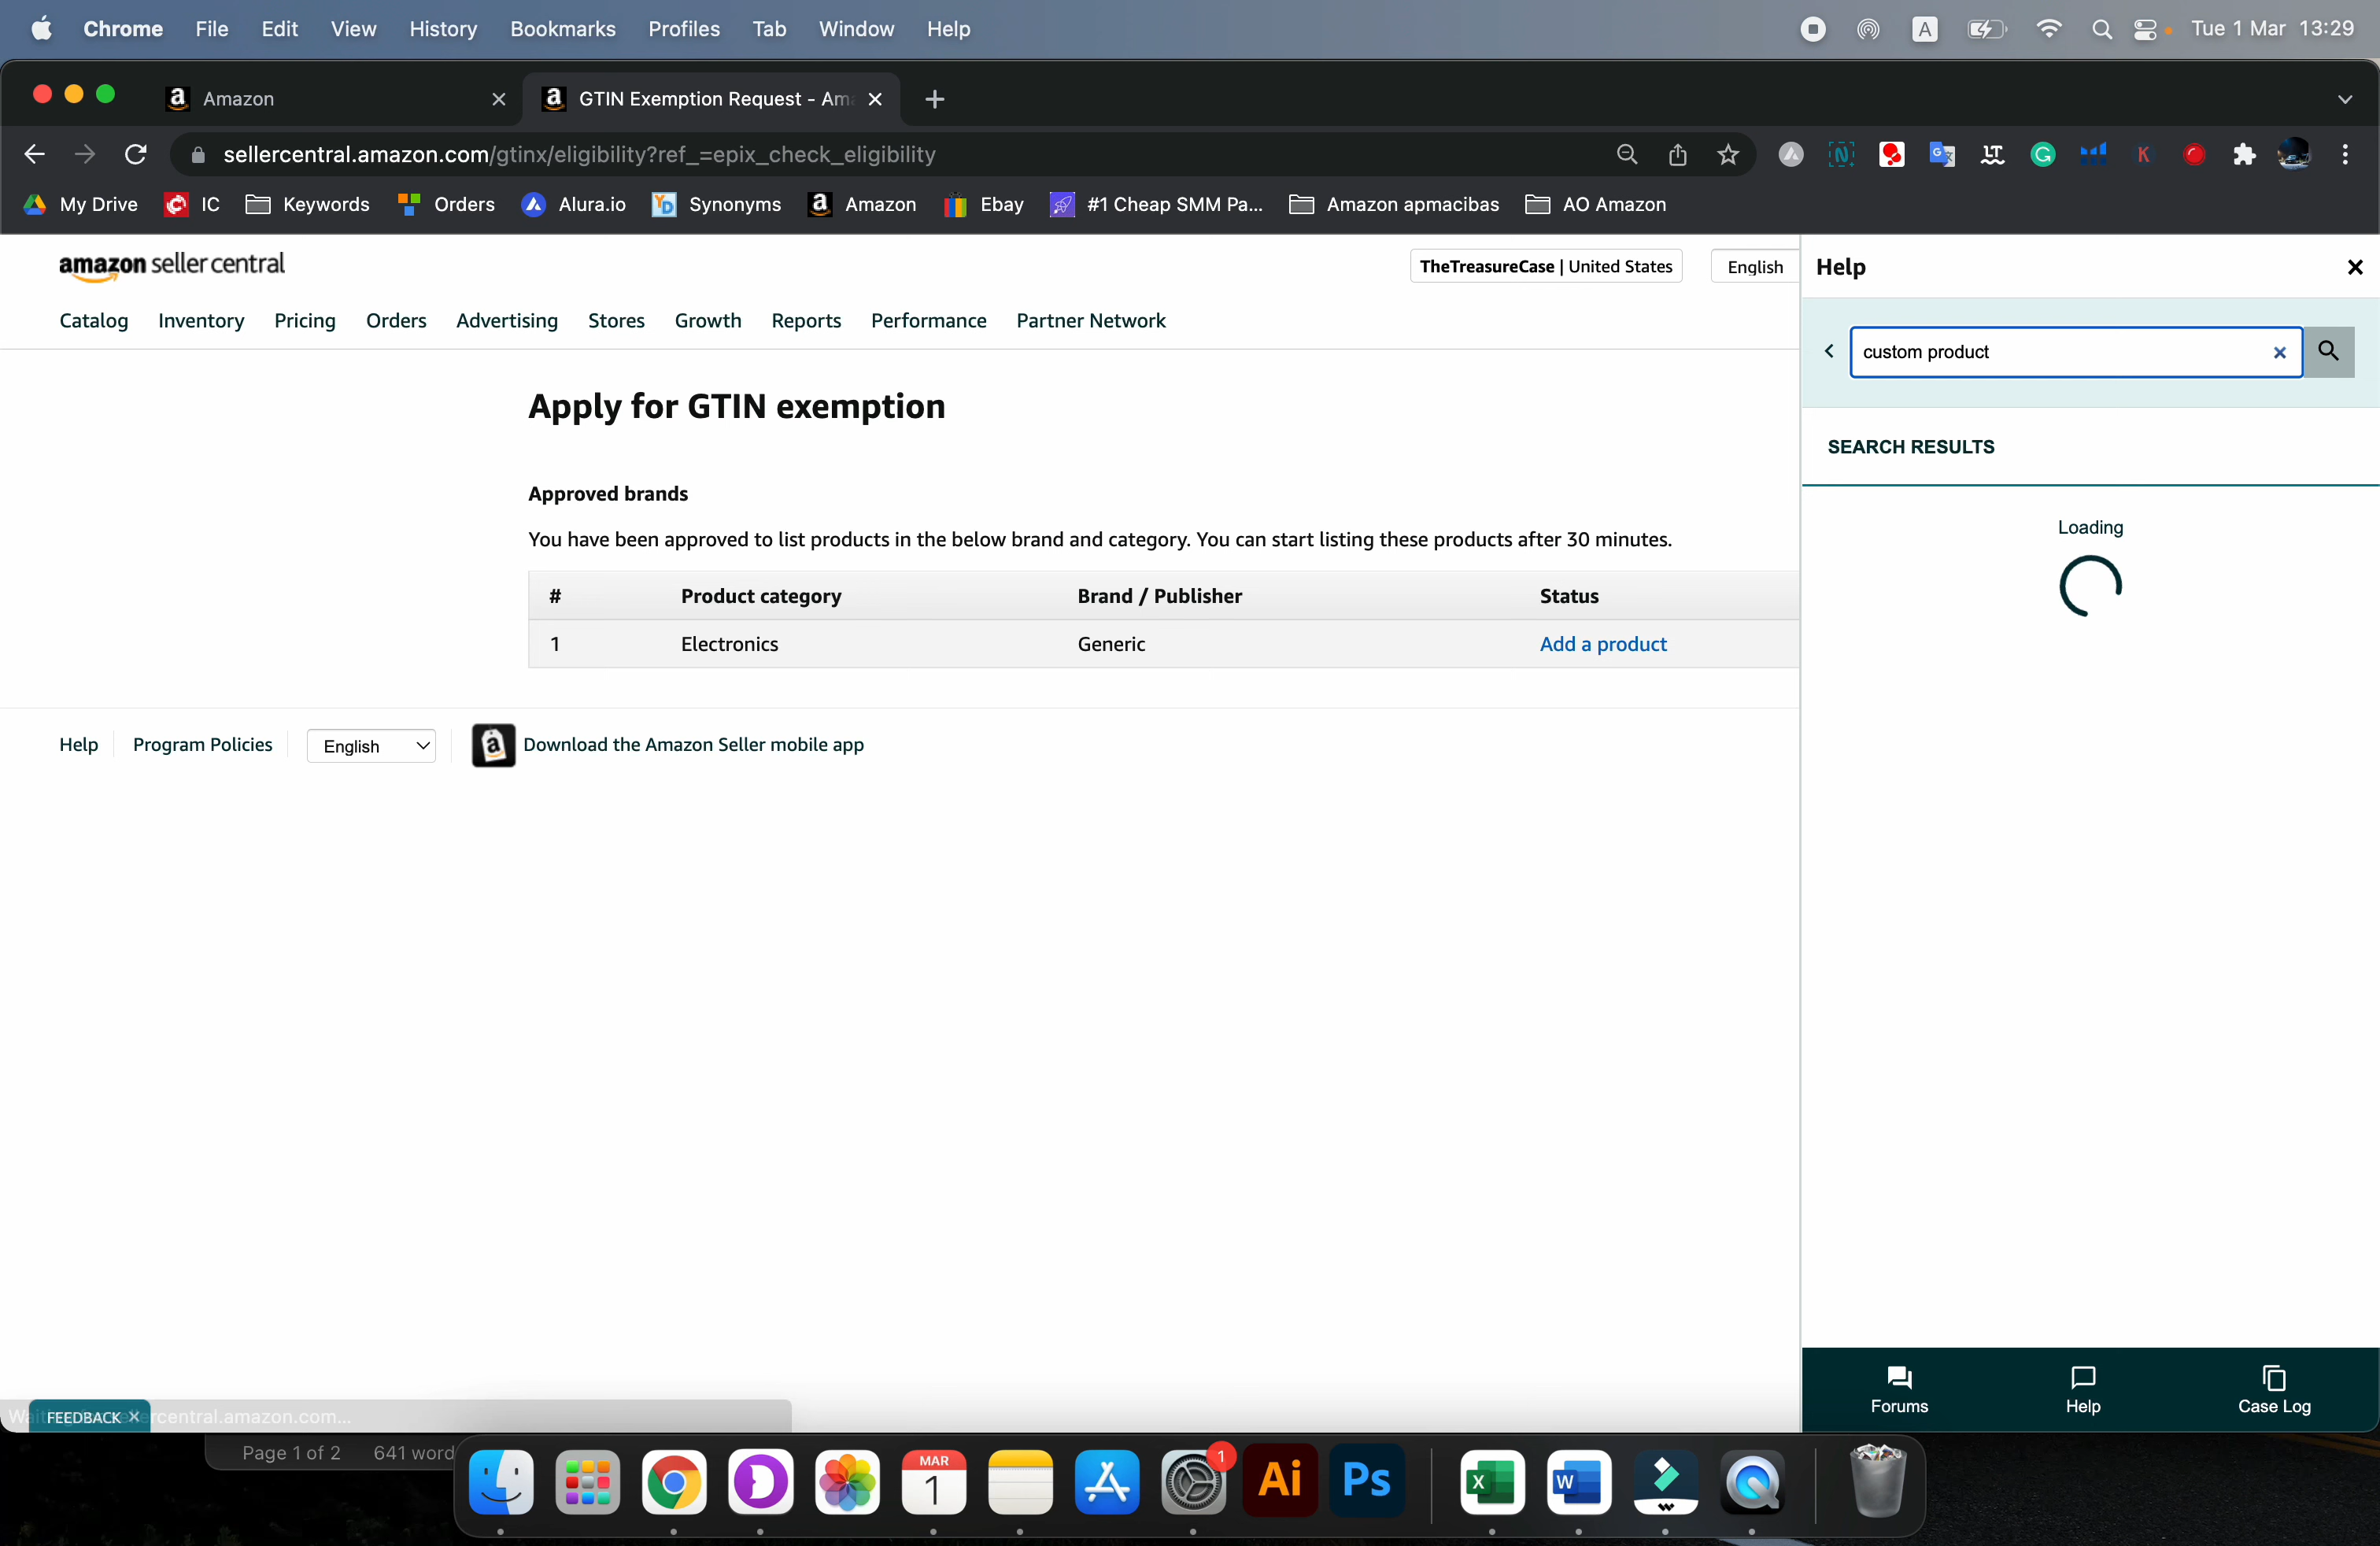 Chrome File Edit View History Bookmarks Profiles Tab Window Help A Tue 1 Mar 13:29
Amazon GTIN Exemption Request - Am
sellercentral.amazon.com/gtinx/eligibility?ref_=epix_check_eligibility
My Drive IC Keywords Orders Alura.io Synonyms Amazon Ebay #1 Cheap SMM Pa... Amazon apmacibas AO Amazon
amazon seller central TheTreasureCase | United States English
Help
Catalog Inventory Pricing Orders Advertising Stores Growth Reports Performance Partner Network
custom product
Apply for GTIN exemption
SEARCH RESULTS
Approved brands
Loading
You have been approved to list products in the below brand and category. You can start listing these products after 30 minutes.
# Product category Brand / Publisher Status
1 Electronics Generic Add a product
Help Program Policies English Download the Amazon Seller mobile app
Forums Help Case Log
FEEDBACK rcentral.amazon.com...
Page 1 of 2 641 word
MAR
1
1
Ai Ps X W